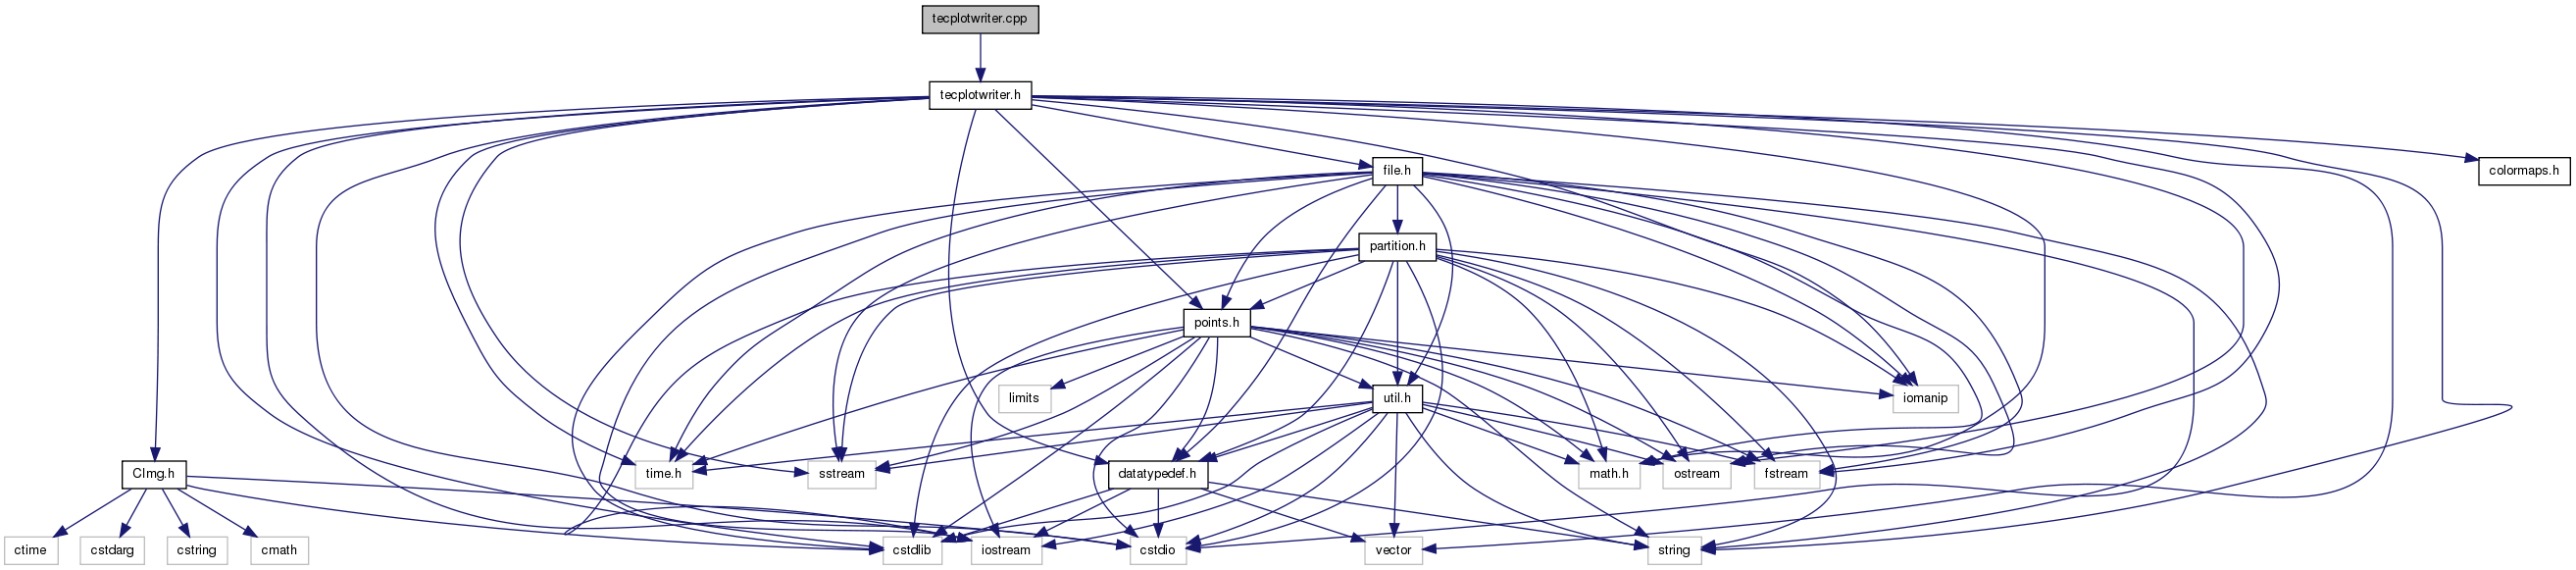 tecplotwriter.cpp
tecplotwriter.h
file.h
colormaps.h
partition.h
points.h
limits
util.h
iomanip
CImg.h
time.h
sstream
datatypedef.h
math.h
ostream
fstream
ctime
cstdarg
cstring
cmath
cstdlib
iostream
cstdio
vector
string